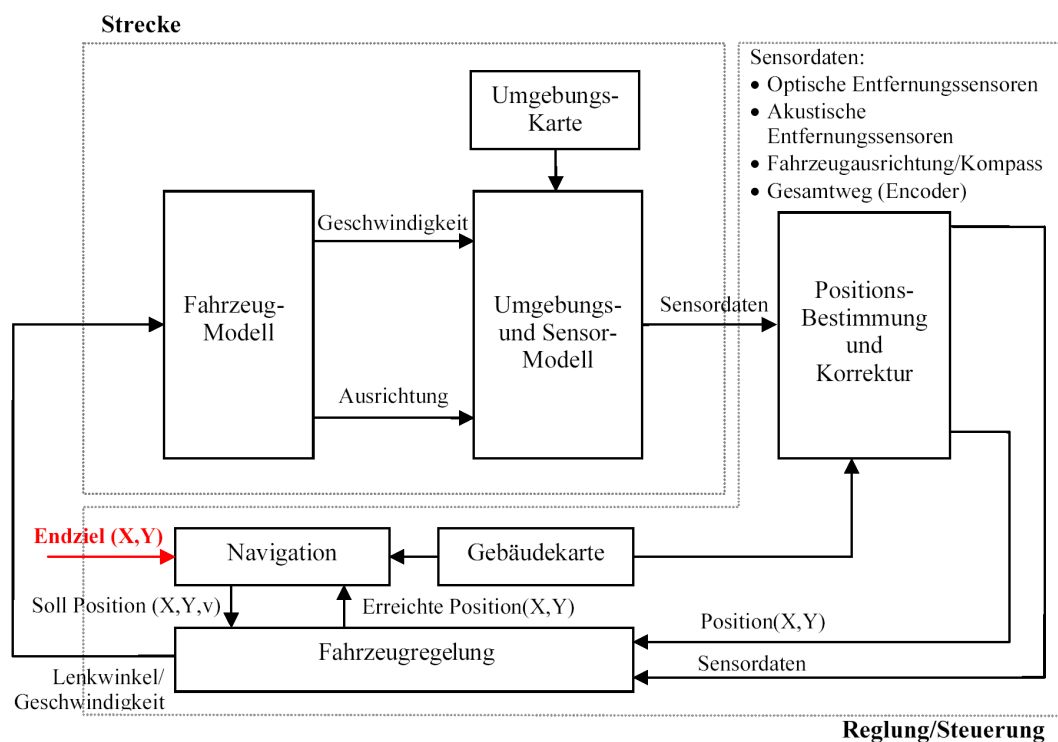 Strecke
Sensordaten:
• Optische Entfernungssensoren
• Akustische
Entfernungssensoren
• Fahrzeugausrichtung/Kompass
• Gesamtweg (Encoder)
Umgebungs-
Karte
Geschwindigkeit
Fahrzeug-
Modell
Umgebungs-
und Sensor-
Modell
Sensordaten
Positions-
Bestimmung
und
Korrektur
Ausrichtung
Endziel (X,Y)
Navigation
Gebäudekarte
Soll Position (X,Y,v)
Erreichte Position(X,Y)
Position(X,Y)
Fahrzeugregelung
Sensordaten
Lenkwinkel/
Geschwindigkeit
Reglung/Steuerung